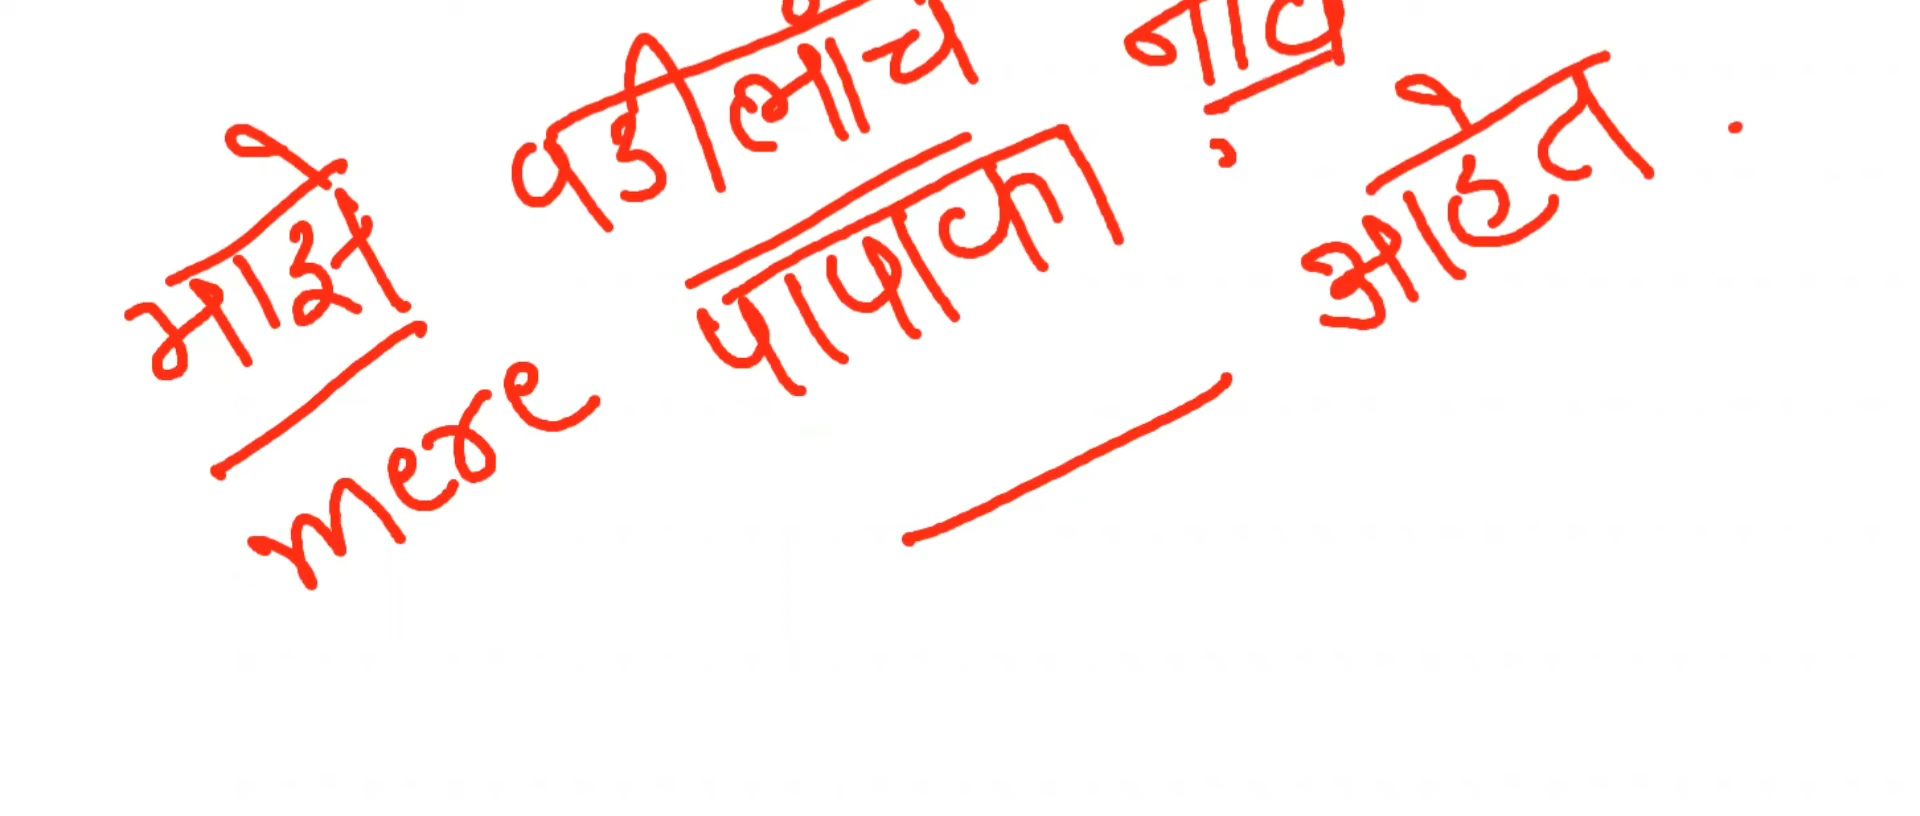 माझे वडीलांचे नाव आहेत .
mere पापाका